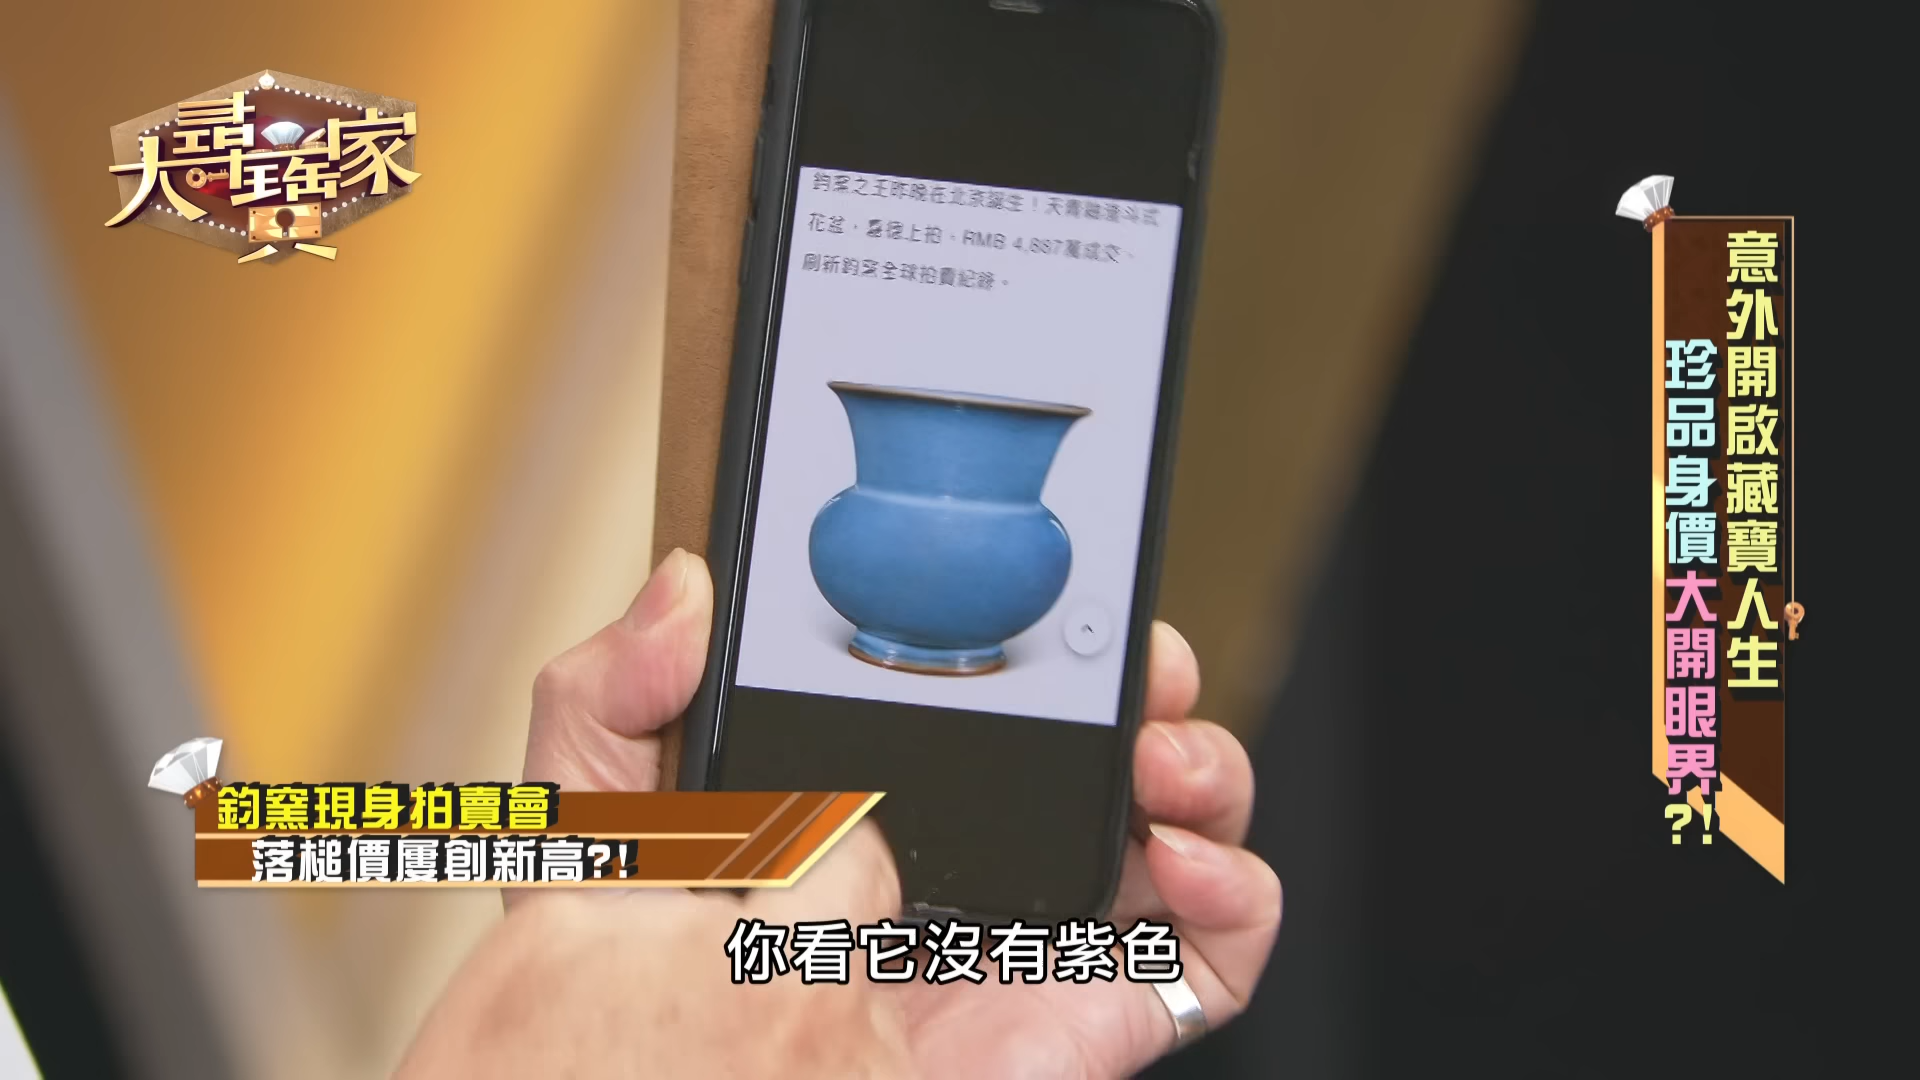 大尋寶家
鈞窯之王昨晚在北京誕生！天青釉渣斗式
花盆，嘉德上拍，RMB 4,887萬成交、
刷新鈞窯全球拍賣紀錄。
意外開啟藏寶人生
珍品身價大開眼界?!
鈞窯現身拍賣會
落槌價屢創新高?!
你看它沒有紫色